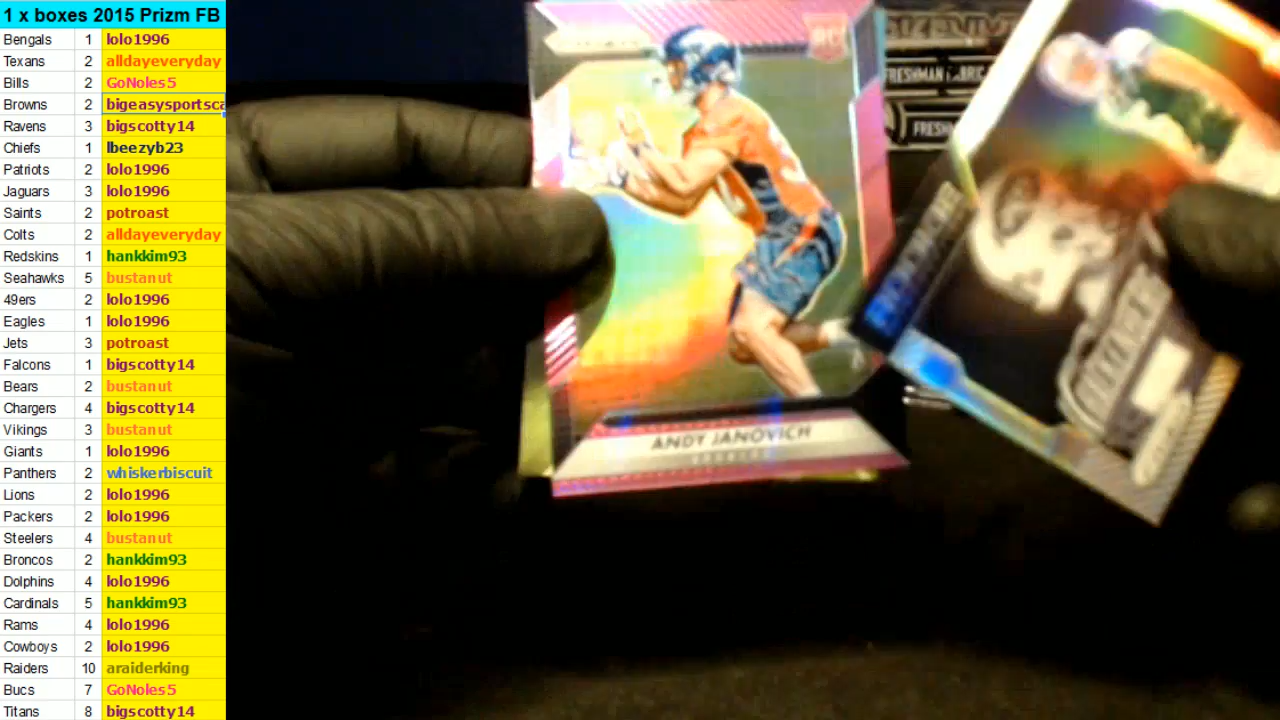 1 x boxes 2015 Prizm FB
Bengals 1 lolo1996
Texans 2 alldayeveryday
Bills 2 GoNoles5
Browns 2 bigeasysportsca
Ravens 3 bigscotty14
Chiefs 1 lbeezyb23
Patriots 2 lolo1996
Jaguars 3 lolo1996
Saints 2 potroast
Colts 2 alldayeveryday
Redskins 1 hankkim93
Seahawks 5 bustanut
49ers 2 lolo1996
Eagles 1 lolo1996
Jets 3 potroast
Falcons 1 bigscotty14
Bears 2 bustanut
Chargers 4 bigscotty14
Vikings 3 bustanut
Giants 1 lolo1996
Panthers 2 whiskerbiscuit
Lions 2 lolo1996
Packers 2 lolo1996
Steelers 4 bustanut
Broncos 2 hankkim93
Dolphins 4 lolo1996
Cardinals 5 hankkim93
Rams 4 lolo1996
Cowboys 2 lolo1996
Raiders 10 araiderking
Bucs 7 GoNoles5
Titans 8 bigscotty14
RC
ANDY JANOVICH
FRESHMAN
FRESH